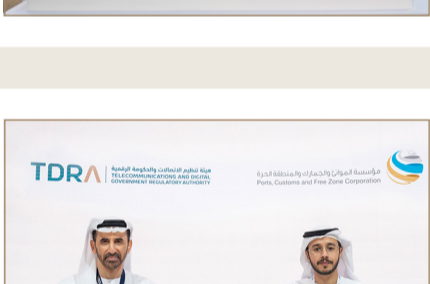 TDRA
هيئة تنظيم الاتصالات والحكومة الرقمية
TELECOMMUNICATIONS AND DIGITAL
GOVERNMENT REGULATORY AUTHORITY
مؤسسة الموانئ والجمارك والمنطقة الحرة
Ports, Customs and Free Zone Corporation